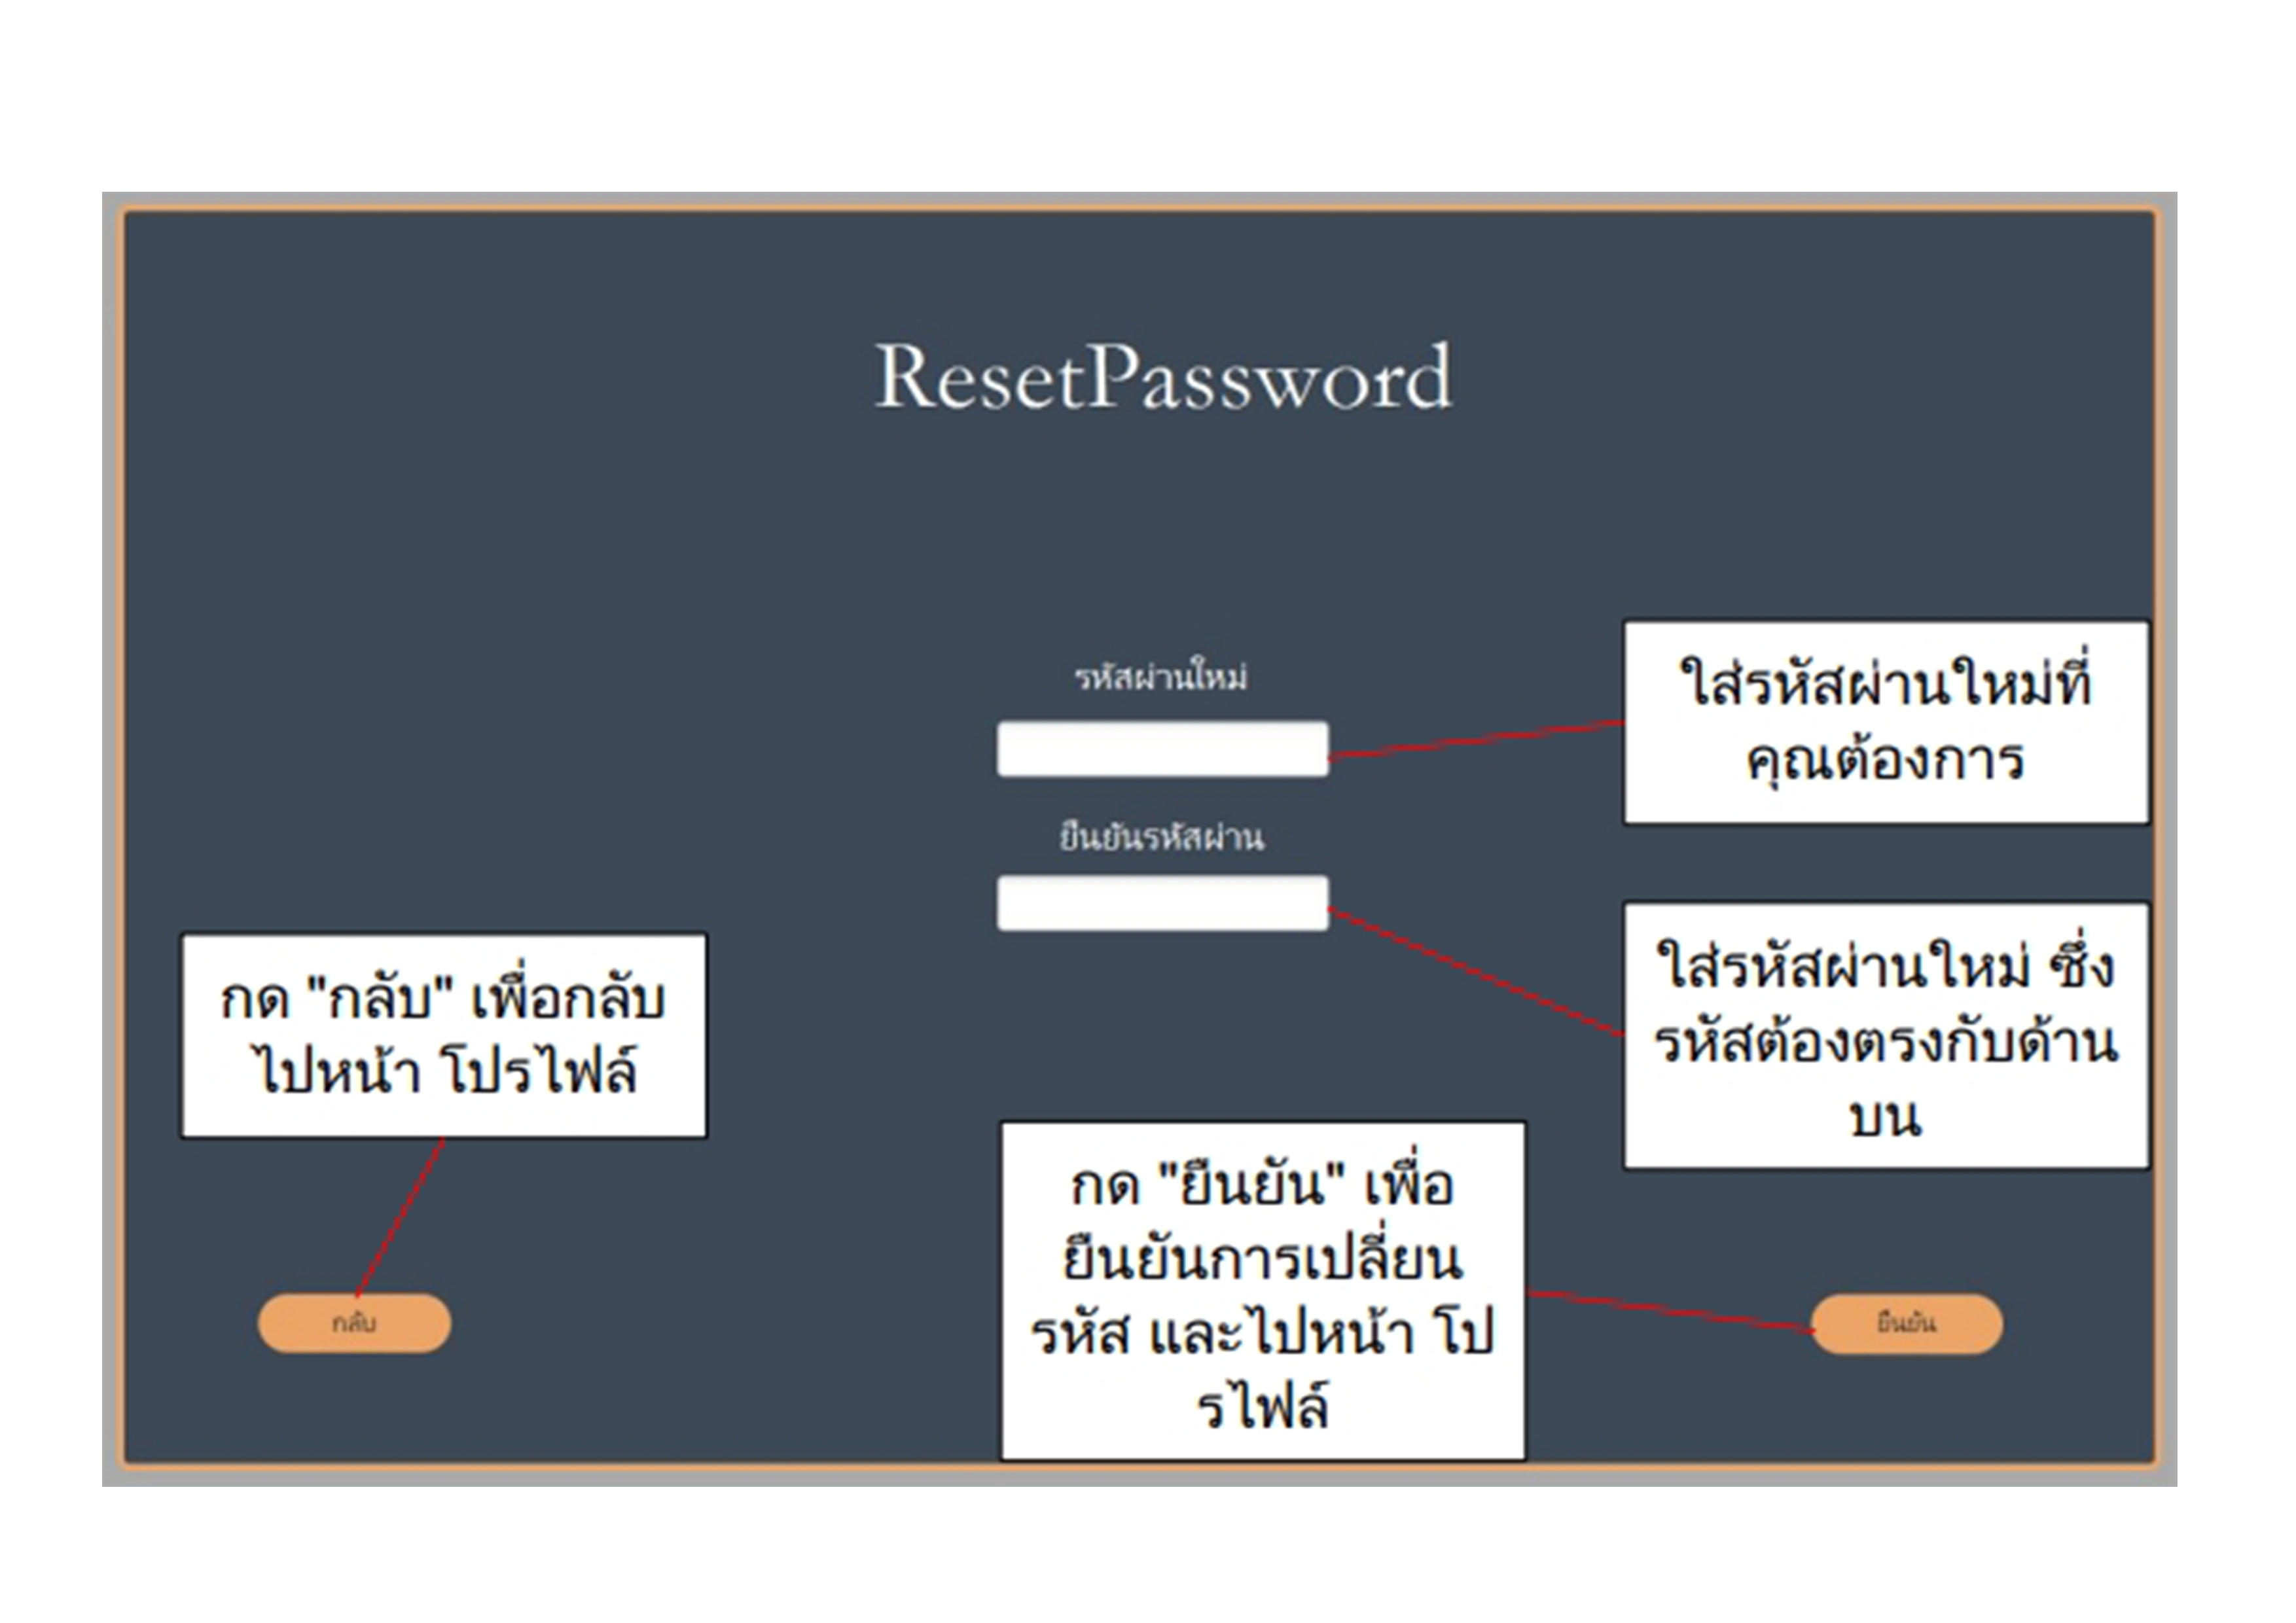 ResetPassword
รหัสผ่านใหม่
ใส่รหัสผ่านใหม่ที่
คุณต้องการ
ยืนยันรหัสผ่าน
ใส่รหัสผ่านใหม่ ซึ่ง
รหัสต้องตรงกับด้าน
บน
กด "กลับ" เพื่อกลับ
ไปหน้า โปรไฟล์
กด "ยืนยัน" เพื่อ
ยืนยันการเปลี่ยน
รหัส และไปหน้า โป
รไฟล์
กลับ
ยืนยัน